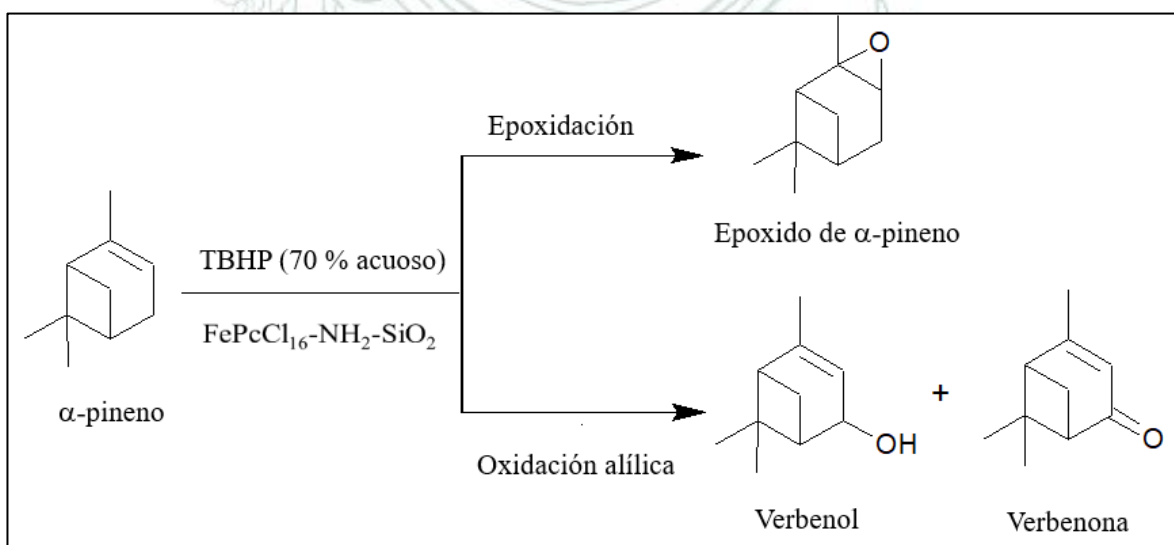 O
Epoxidación
Epoxido de α-pineno
TBHP (70 % acuoso)
FePcCl₁₆-NH₂-SiO₂
α-pineno
+
OH
O
Oxidación alílica
Verbenol
Verbenona